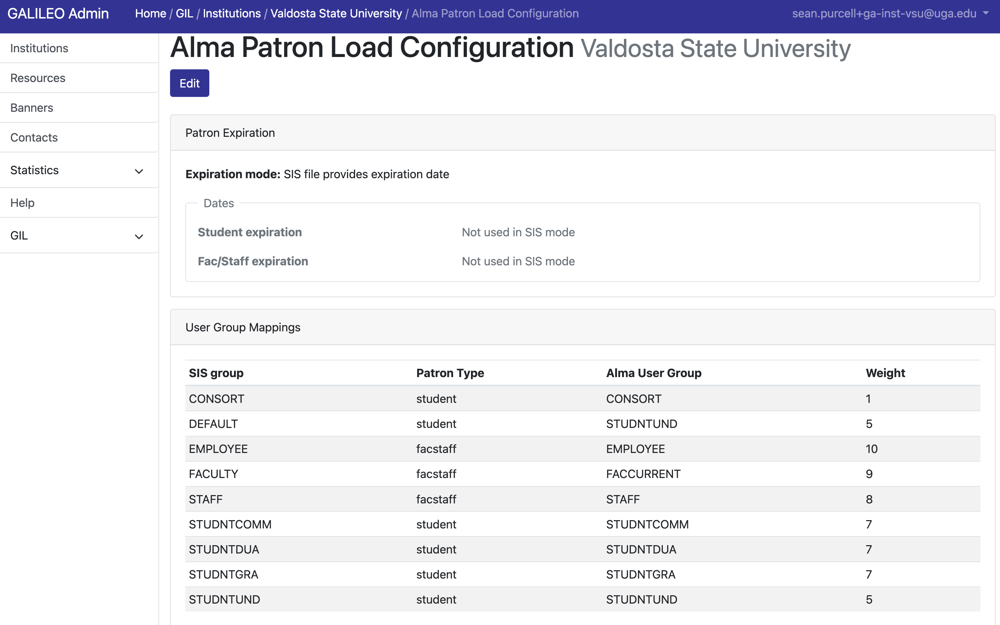 GALILEO Admin
Home / GIL / Institutions / Valdosta State University / Alma Patron Load Configuration
sean.purcell+ga-inst-vsu@uga.edu
Institutions
Resources
Banners
Contacts
Statistics
Help
GIL
Alma Patron Load Configuration Valdosta State University
Edit
Patron Expiration
Expiration mode: SIS file provides expiration date
Dates
Student expiration Not used in SIS mode
Fac/Staff expiration Not used in SIS mode
User Group Mappings
SIS group Patron Type Alma User Group Weight
CONSORT student CONSORT 1
DEFAULT student STUDNTUND 5
EMPLOYEE facstaff EMPLOYEE 10
FACULTY facstaff FACCURRENT 9
STAFF facstaff STAFF 8
STUDNTCOMM student STUDNTCOMM 7
STUDNTDUA student STUDNTDUA 7
STUDNTGRA student STUDNTGRA 7
STUDNTUND student STUDNTUND 5